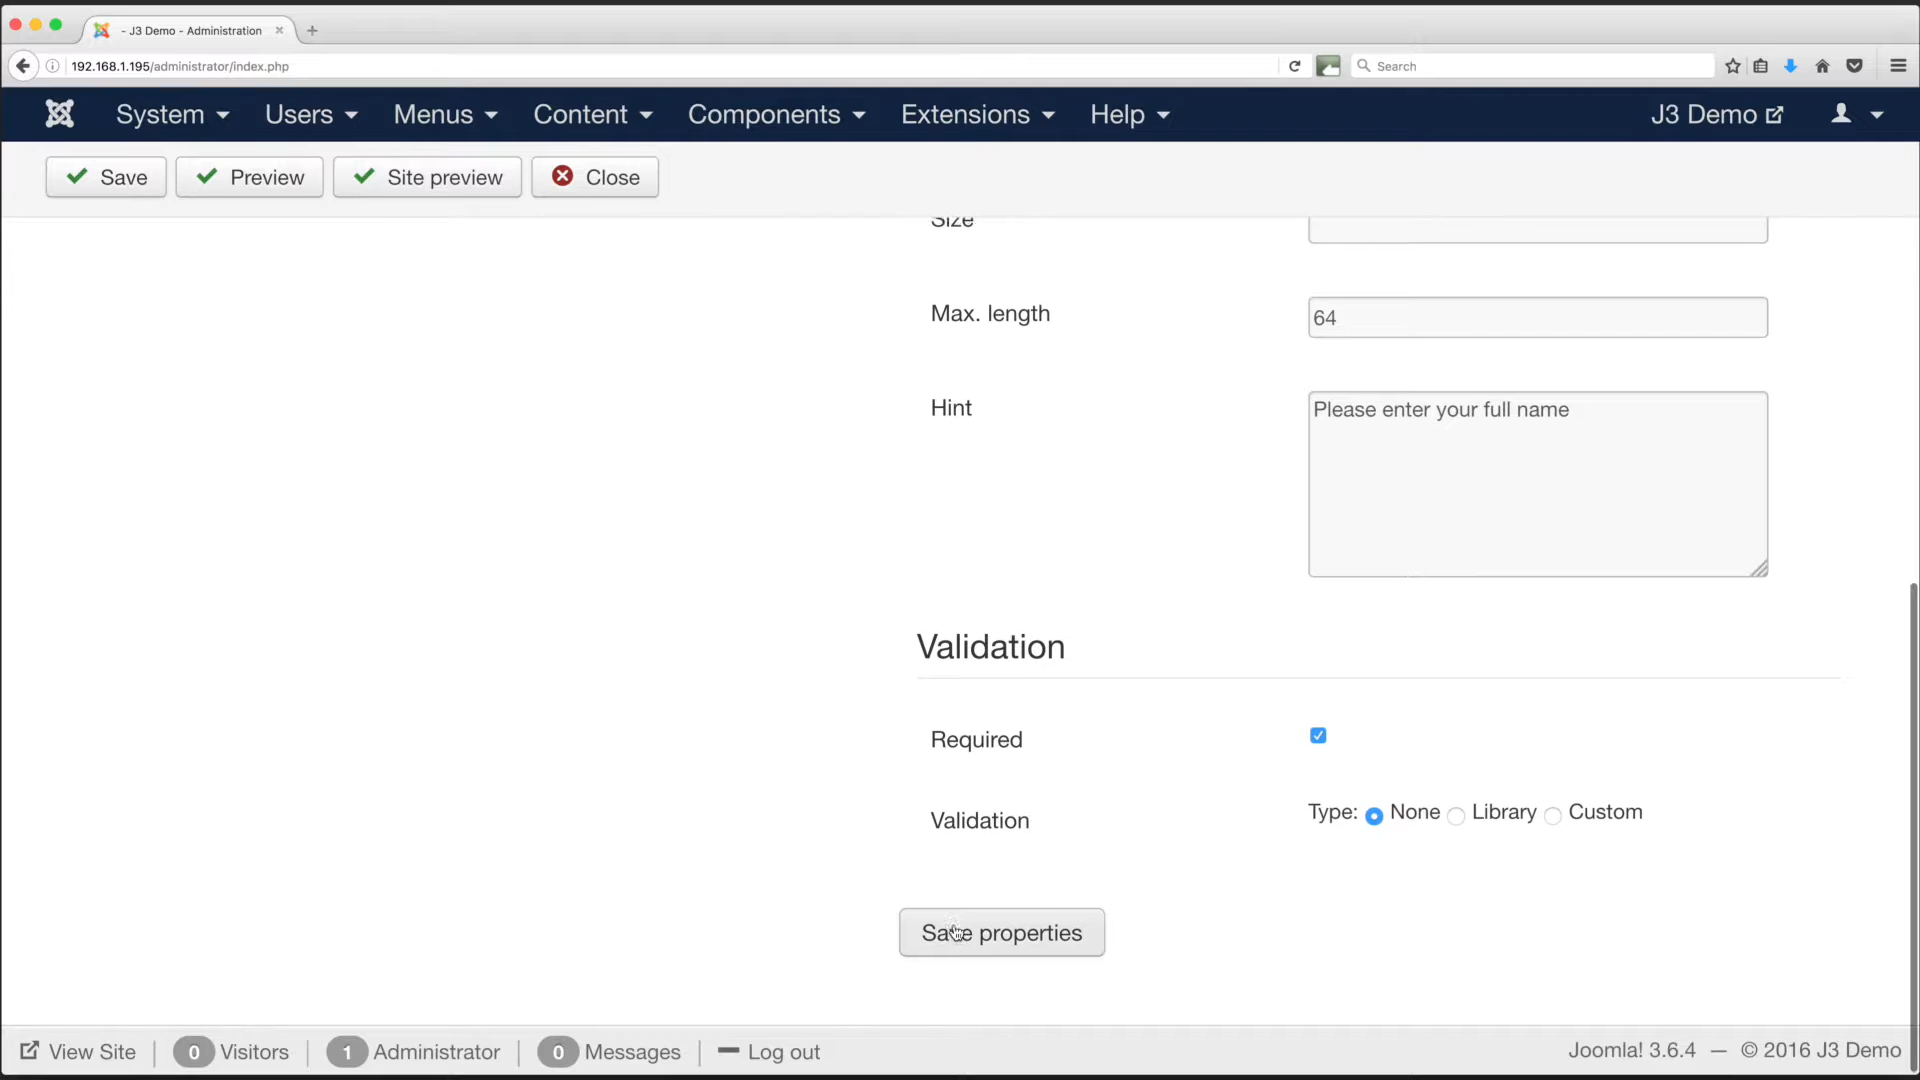 - J3 Demo - Administration
192.168.1.195/administrator/index.php
Search
System Users Menus Content Components Extensions Help J3 Demo
Save Preview Site preview Close
Size
Max. length 64
Hint Please enter your full name
Validation
Required
Validation Type: None Library Custom
Save properties
View Site 0 Visitors 1 Administrator 0 Messages Log out Joomla! 3.6.4 — © 2016 J3 Demo